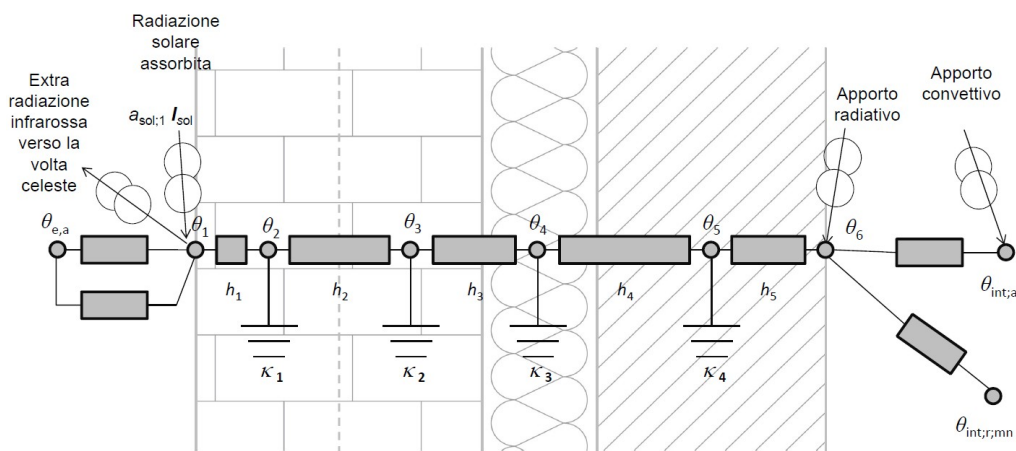 Radiazione
solare
assorbita
Extra
radiazione
infrarossa
verso la
volta
celeste
a_sol;1 I_sol
Apporto
radiativo
Apporto
convettivo
θ_e,a
θ_1
θ_2
θ_3
θ_4
θ_5
θ_6
θ_int;a
h_1
h_2
h_3
h_4
h_5
κ_1
κ_2
κ_3
κ_4
θ_int;r;mn